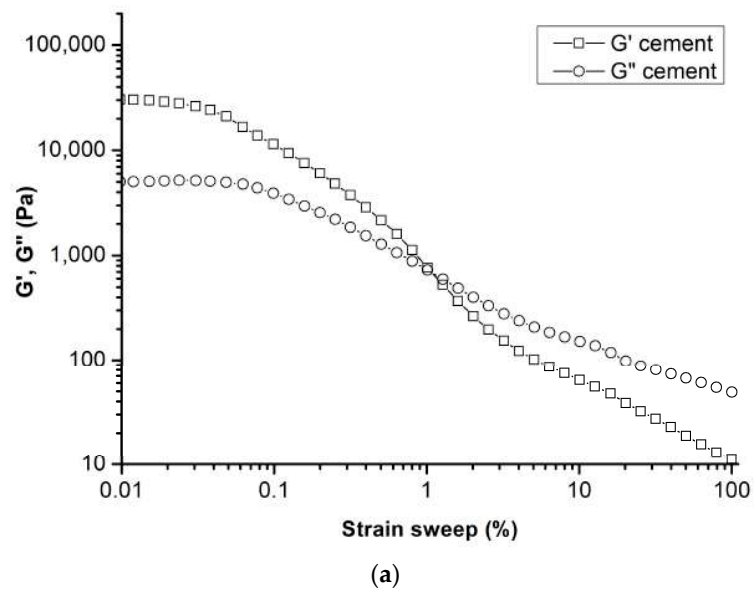 100,000
10,000
1,000
100
10
G', G" (Pa)
G' cement
G" cement
0.01 0.1 1 10 100
Strain sweep (%)
(a)